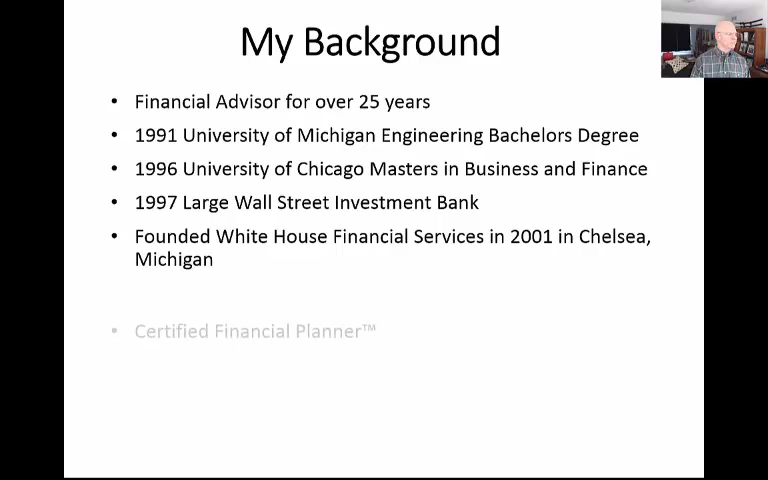 My Background
• Financial Advisor for over 25 years
• 1991 University of Michigan Engineering Bachelors Degree
• 1996 University of Chicago Masters in Business and Finance
• 1997 Large Wall Street Investment Bank
• Founded White House Financial Services in 2001 in Chelsea,
Michigan
• Certified Financial Planner™